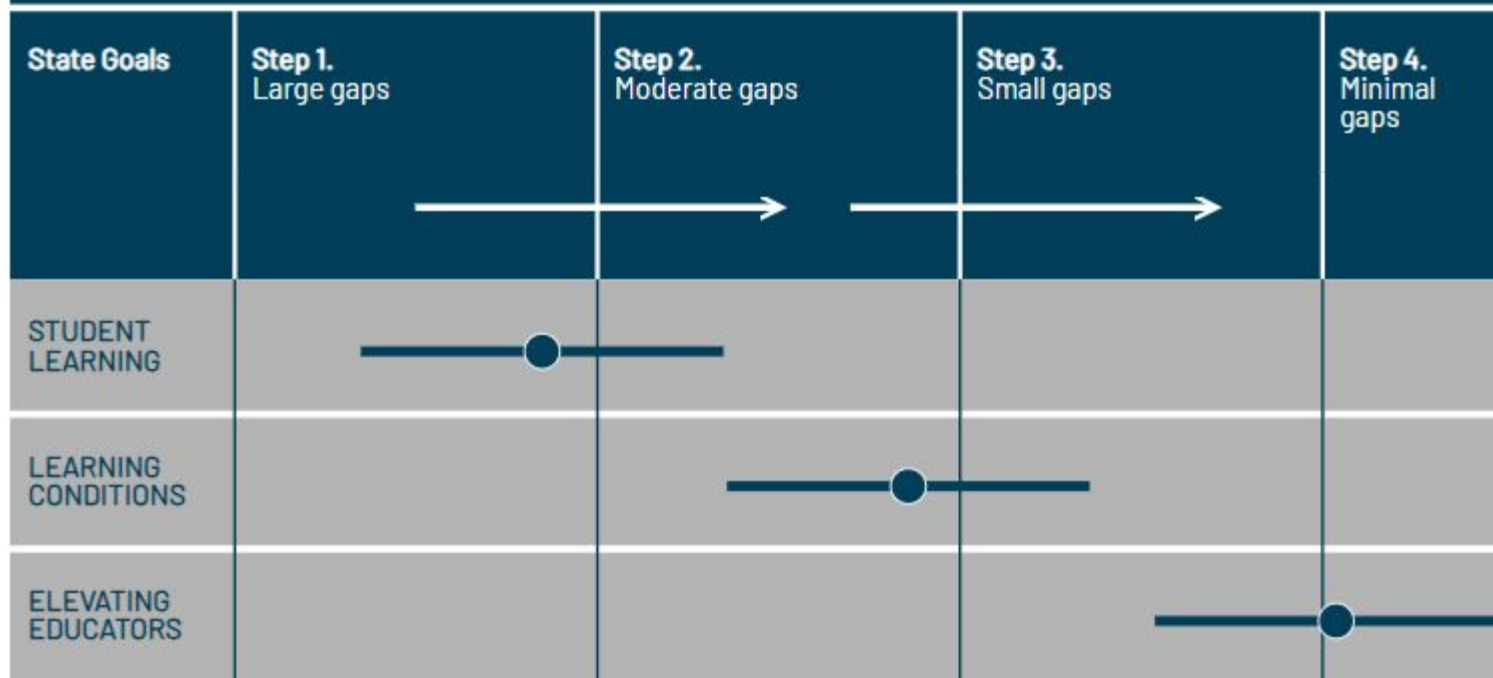 State Goals
Step 1.
Large gaps
Step 2.
Moderate gaps
Step 3.
Small gaps
Step 4.
Minimal
gaps
STUDENT
LEARNING
LEARNING
CONDITIONS
ELEVATING
EDUCATORS